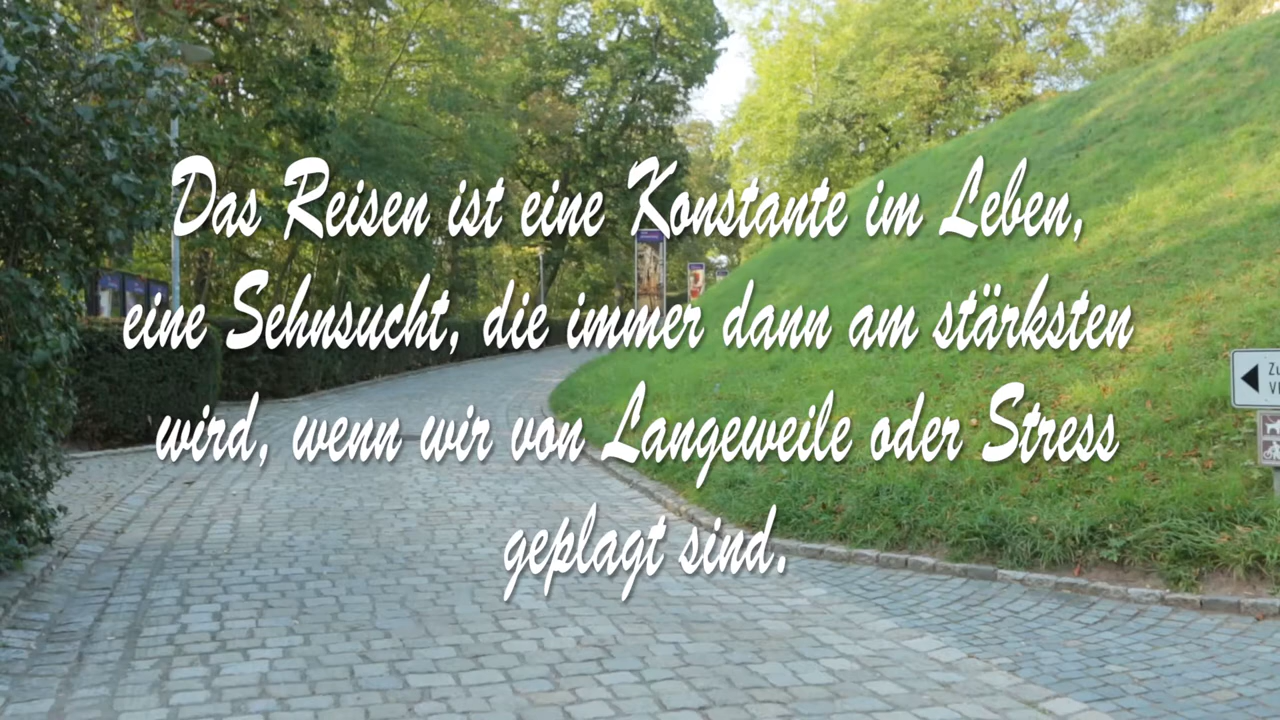 Das Reisen ist eine Konstante im Leben,
eine Sehnsucht, die immer dann am stärksten
wird, wenn wir von Langeweile oder Stress
geplagt sind.